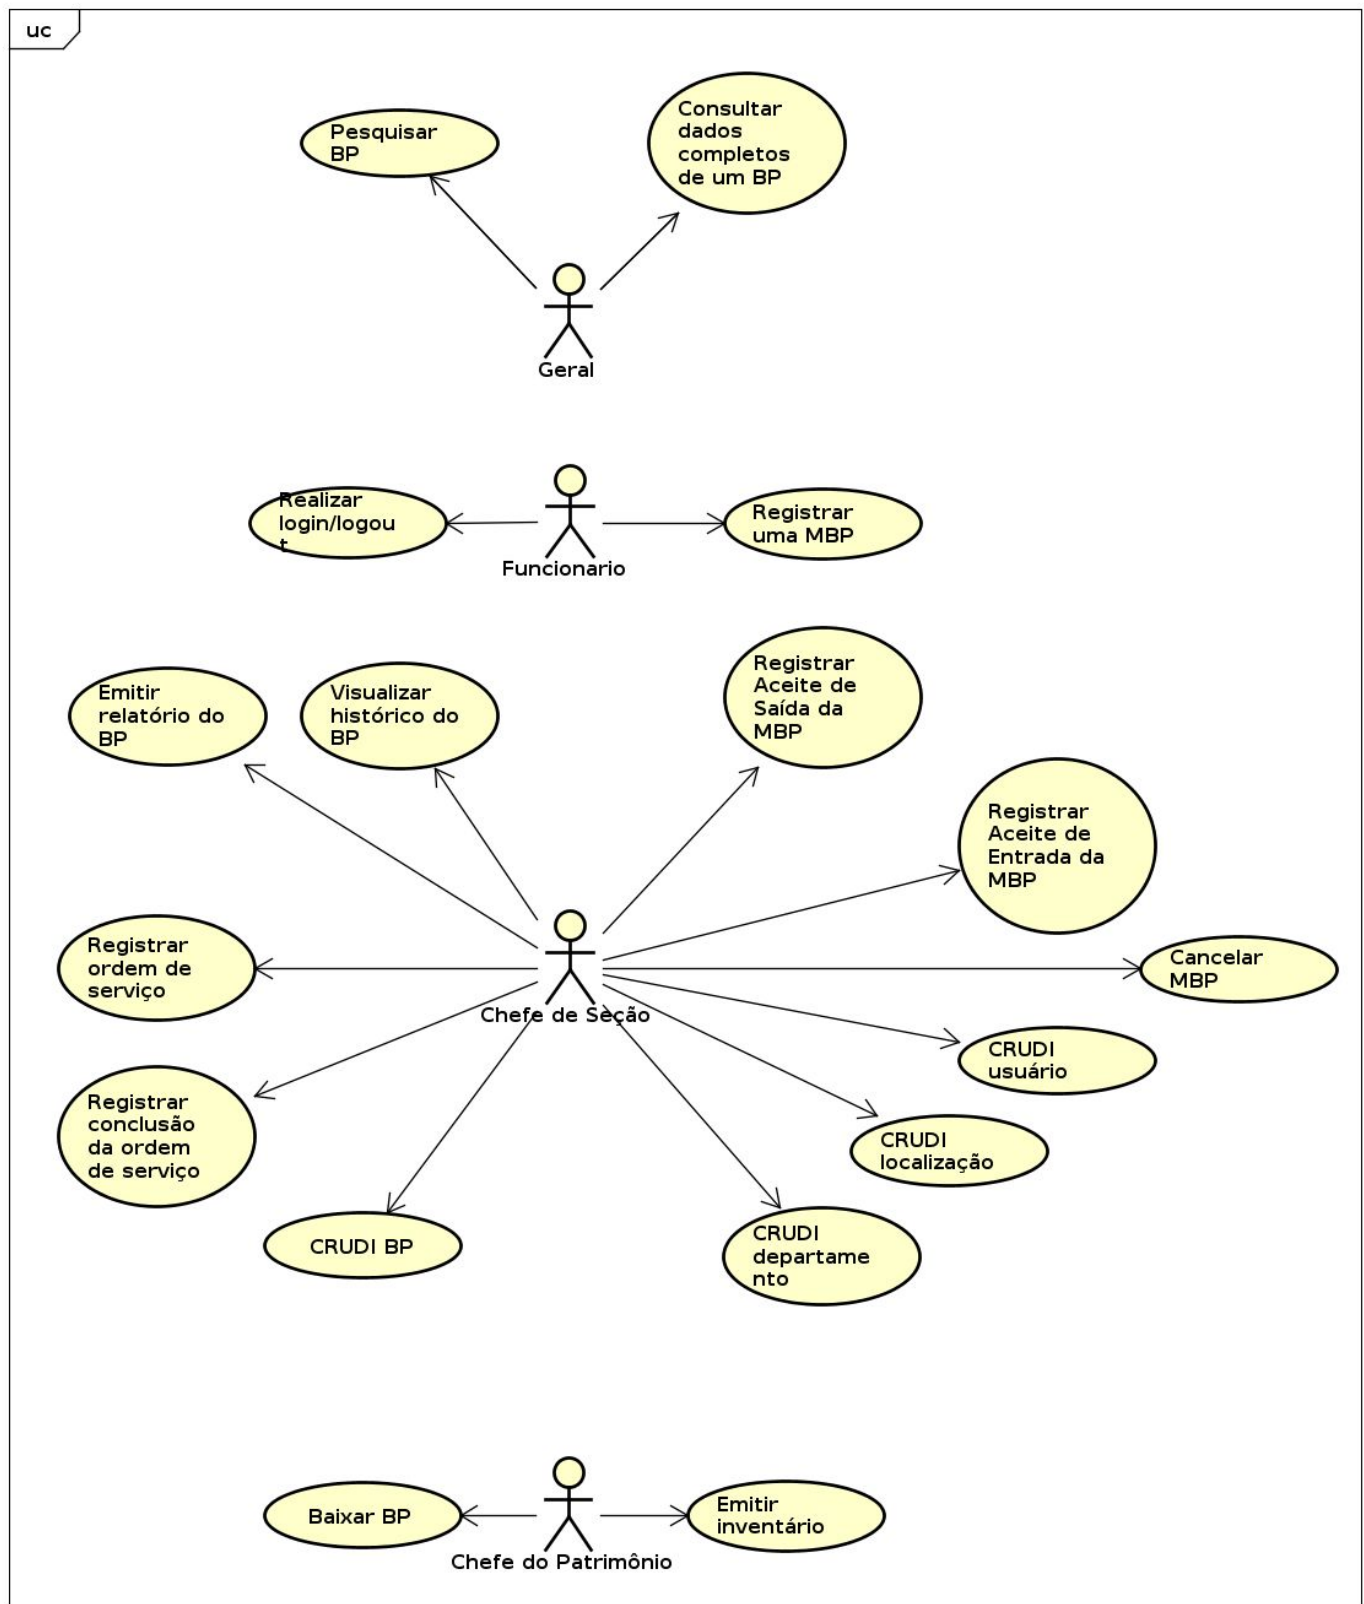 uc
Pesquisar
BP
Consultar
dados
completos
de um BP
Geral
Realizar
login/logou
t
Registrar
uma MBP
Funcionario
Emitir
relatório do
BP
Visualizar
histórico do
BP
Registrar
Aceite de
Saída da
MBP
Registrar
Aceite de
Entrada da
MBP
Registrar
ordem de
serviço
Cancelar
MBP
Chefe de Seção
CRUDI
usuário
Registrar
conclusão
da ordem
de serviço
CRUDI
localização
CRUDI BP
CRUDI
departame
nto
Baixar BP
Emitir
inventário
Chefe do Patrimônio